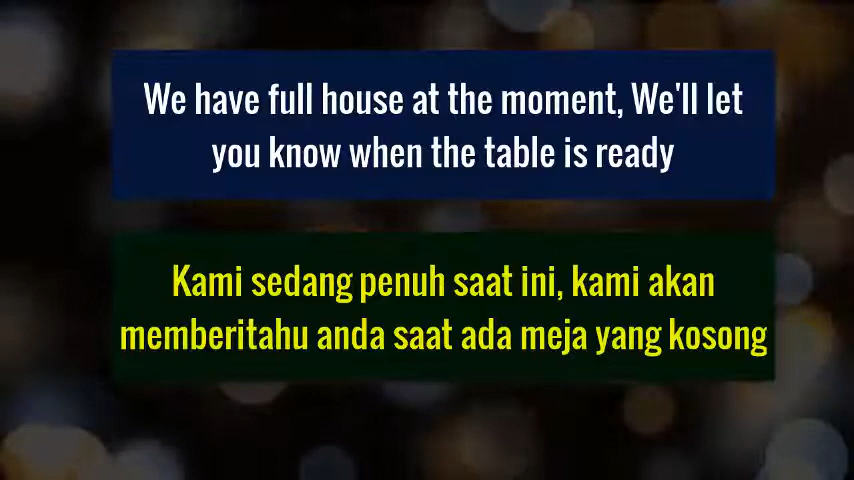 We have full house at the moment, We'll let
you know when the table is ready
Kami sedang penuh saat ini, kami akan
memberitahu anda saat ada meja yang kosong